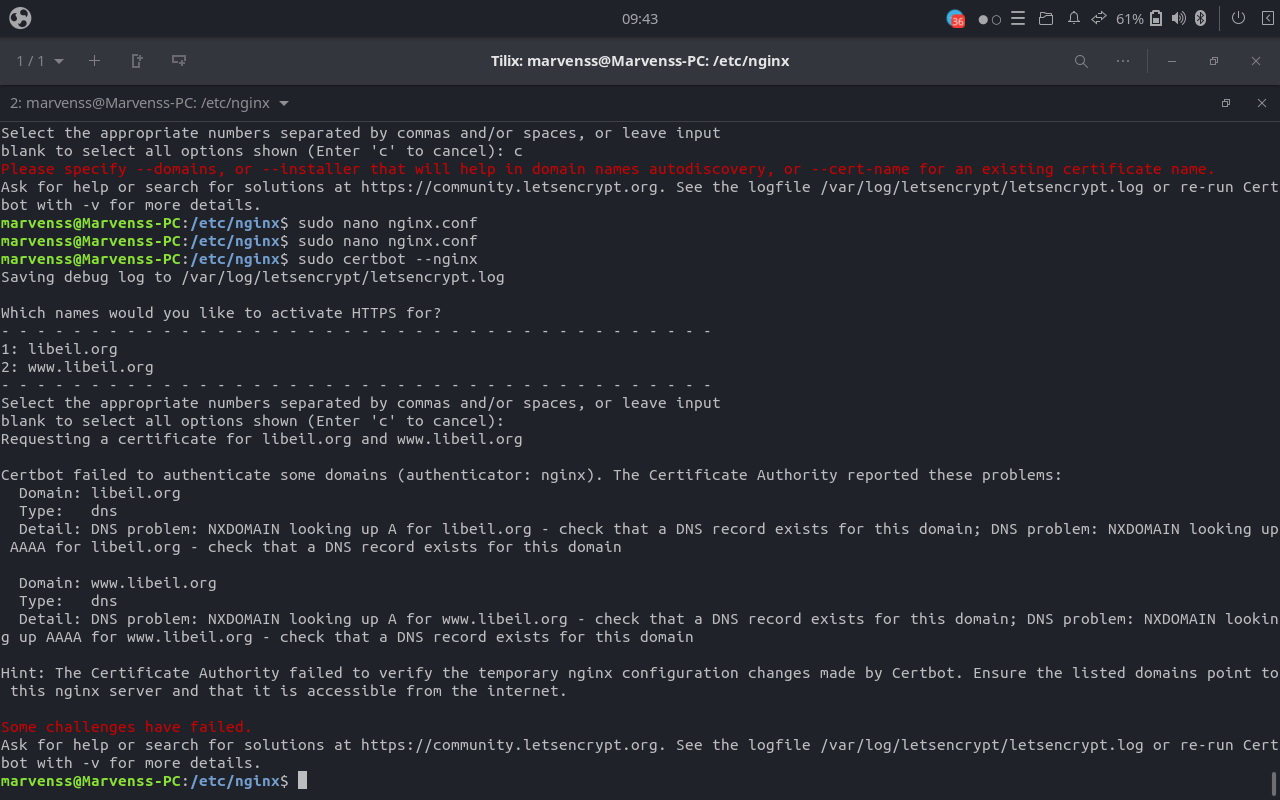 09:43
36
61%
1 / 1
Tilix: marvenss@Marvenss-PC: /etc/nginx
2: marvenss@Marvenss-PC: /etc/nginx
Select the appropriate numbers separated by commas and/or spaces, or leave input
blank to select all options shown (Enter 'c' to cancel): c
Please specify --domains, or --installer that will help in domain names autodiscovery, or --cert-name for an existing certificate name.
Ask for help or search for solutions at https://community.letsencrypt.org. See the logfile /var/log/letsencrypt/letsencrypt.log or re-run Cert
bot with -v for more details.
marvenss@Marvenss-PC:/etc/nginx$ sudo nano nginx.conf
marvenss@Marvenss-PC:/etc/nginx$ sudo nano nginx.conf
marvenss@Marvenss-PC:/etc/nginx$ sudo certbot --nginx
Saving debug log to /var/log/letsencrypt/letsencrypt.log
Which names would you like to activate HTTPS for?
- - - - - - - - - - - - - - - - - - - - - - - - - - - - - - - - - - - - - - - -
1: libeil.org
2: www.libeil.org
- - - - - - - - - - - - - - - - - - - - - - - - - - - - - - - - - - - - - - - -
Select the appropriate numbers separated by commas and/or spaces, or leave input
blank to select all options shown (Enter 'c' to cancel):
Requesting a certificate for libeil.org and www.libeil.org
Certbot failed to authenticate some domains (authenticator: nginx). The Certificate Authority reported these problems:
Domain: libeil.org
Type: dns
Detail: DNS problem: NXDOMAIN looking up A for libeil.org - check that a DNS record exists for this domain; DNS problem: NXDOMAIN looking up
AAAA for libeil.org - check that a DNS record exists for this domain
Domain: www.libeil.org
Type: dns
Detail: DNS problem: NXDOMAIN looking up A for www.libeil.org - check that a DNS record exists for this domain; DNS problem: NXDOMAIN lookin
g up AAAA for www.libeil.org - check that a DNS record exists for this domain
Hint: The Certificate Authority failed to verify the temporary nginx configuration changes made by Certbot. Ensure the listed domains point to
this nginx server and that it is accessible from the internet.
Some challenges have failed.
Ask for help or search for solutions at https://community.letsencrypt.org. See the logfile /var/log/letsencrypt/letsencrypt.log or re-run Cert
bot with -v for more details.
marvenss@Marvenss-PC:/etc/nginx$